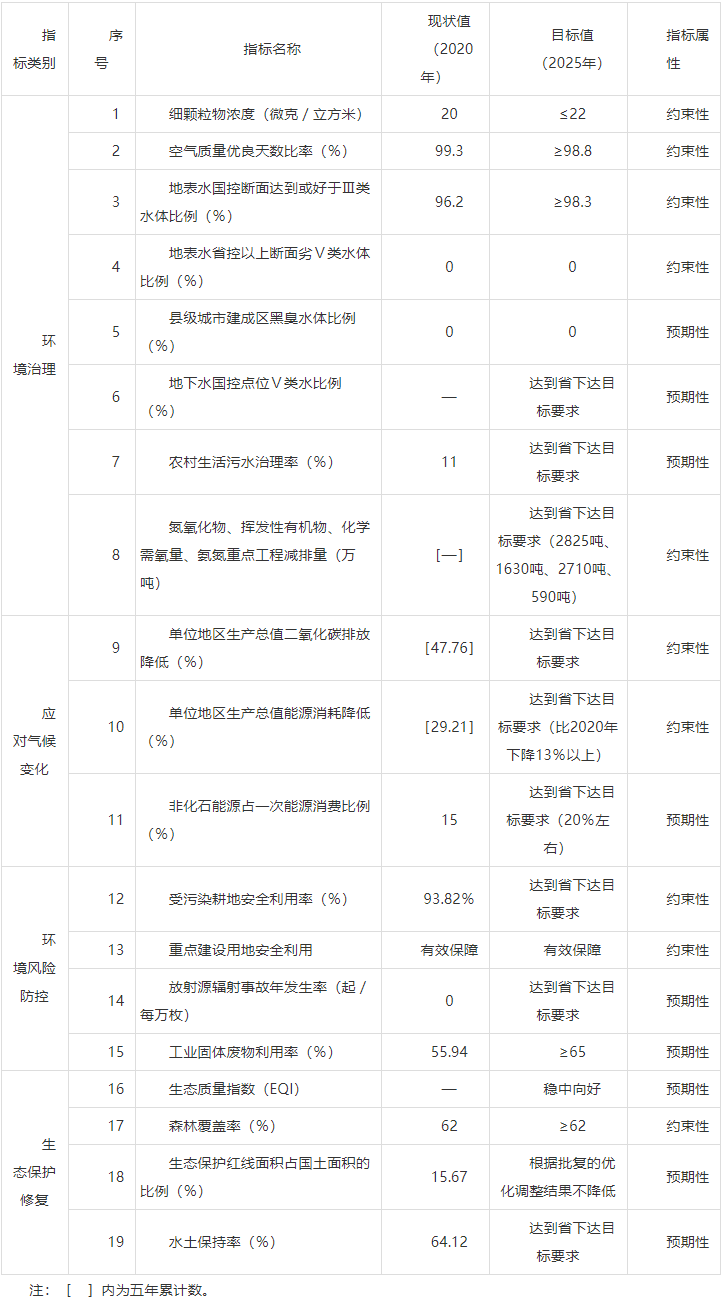 指标类别 序号 指标名称 现状值（2020年） 目标值（2025年） 指标属性
环境治理
1 细颗粒物浓度（微克／立方米） 20 ≤22 约束性
2 空气质量优良天数比率（%） 99.3 ≥98.8 约束性
3 地表水国控断面达到或好于Ⅲ类水体比例（%） 96.2 ≥98.3 约束性
4 地表水省控以上断面劣Ⅴ类水体比例（%） 0 0 约束性
5 县级城市建成区黑臭水体比例（%） 0 0 预期性
6 地下水国控点位Ⅴ类水比例（%） — 达到省下达目标要求 预期性
7 农村生活污水治理率（%） 11 达到省下达目标要求 预期性
8 氮氧化物、挥发性有机物、化学需氧量、氨氮重点工程减排量（万吨） [—] 达到省下达目标要求（2825吨、1630吨、2710吨、590吨） 约束性
应对气候变化
9 单位地区生产总值二氧化碳排放降低（%） [47.76] 达到省下达目标要求 约束性
10 单位地区生产总值能源消耗降低（%） [29.21] 达到省下达目标要求（比2020年下降13%以上） 约束性
11 非化石能源占一次能源消费比例（%） 15 达到省下达目标要求（20%左右） 预期性
环境风险防控
12 受污染耕地安全利用率（%） 93.82% 达到省下达目标要求 约束性
13 重点建设用地安全利用 有效保障 有效保障 约束性
14 放射源辐射事故年发生率（起／每万枚） 0 达到省下达目标要求 预期性
15 工业固体废物利用率（%） 55.94 ≥65 预期性
生态保护修复
16 生态质量指数（EQI） — 稳中向好 预期性
17 森林覆盖率（%） 62 ≥62 约束性
18 生态保护红线面积占国土面积的比例（%） 15.67 根据批复的优化调整结果不降低 预期性
19 水土保持率（%） 64.12 达到省下达目标要求 预期性
注：［　］内为五年累计数。